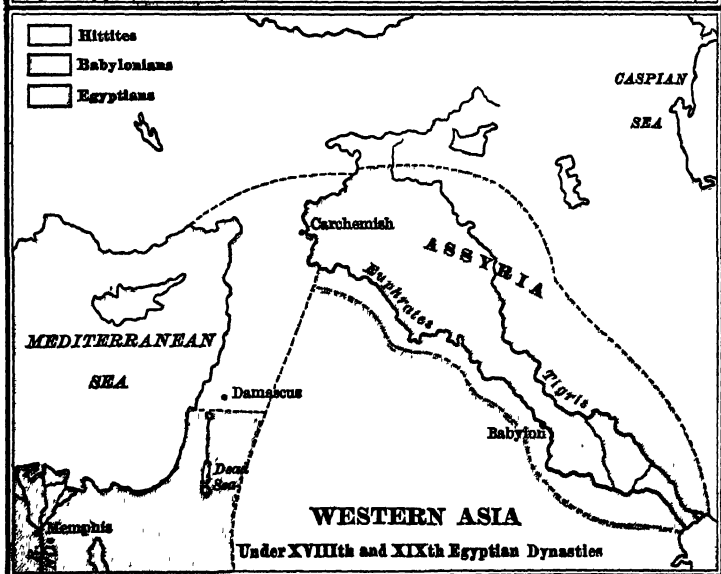 Hittites
Babylonians
Egyptians
CASPIAN
SEA
Carchemish
ASSYRIA
Euphrates
MEDITERRANEAN
SEA
Damascus
Tigris
Babylon
Dead
Sea
WESTERN ASIA
Memphis
Under XVIIIth and XIXth Egyptian Dynasties